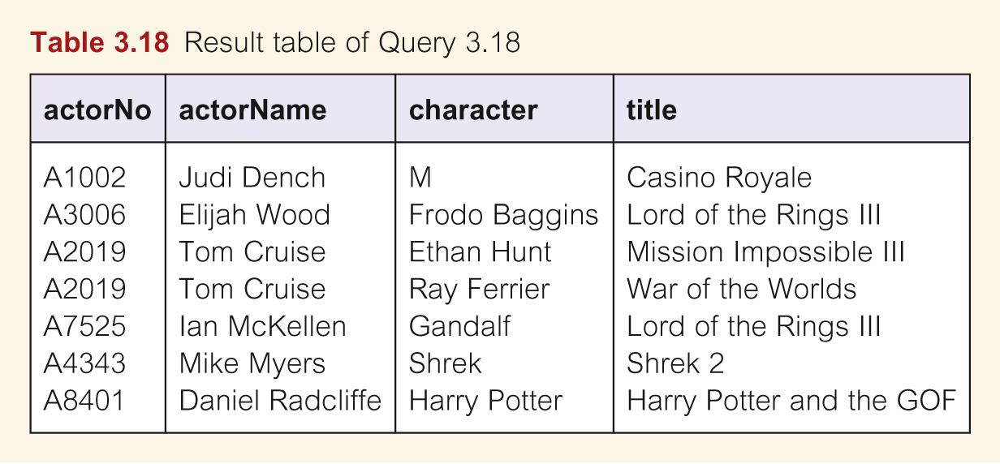 Table 3.18 Result table of Query 3.18
actorNo actorName character title
A1002 Judi Dench M Casino Royale
A3006 Elijah Wood Frodo Baggins Lord of the Rings III
A2019 Tom Cruise Ethan Hunt Mission Impossible III
A2019 Tom Cruise Ray Ferrier War of the Worlds
A7525 Ian McKellen Gandalf Lord of the Rings III
A4343 Mike Myers Shrek Shrek 2
A8401 Daniel Radcliffe Harry Potter Harry Potter and the GOF